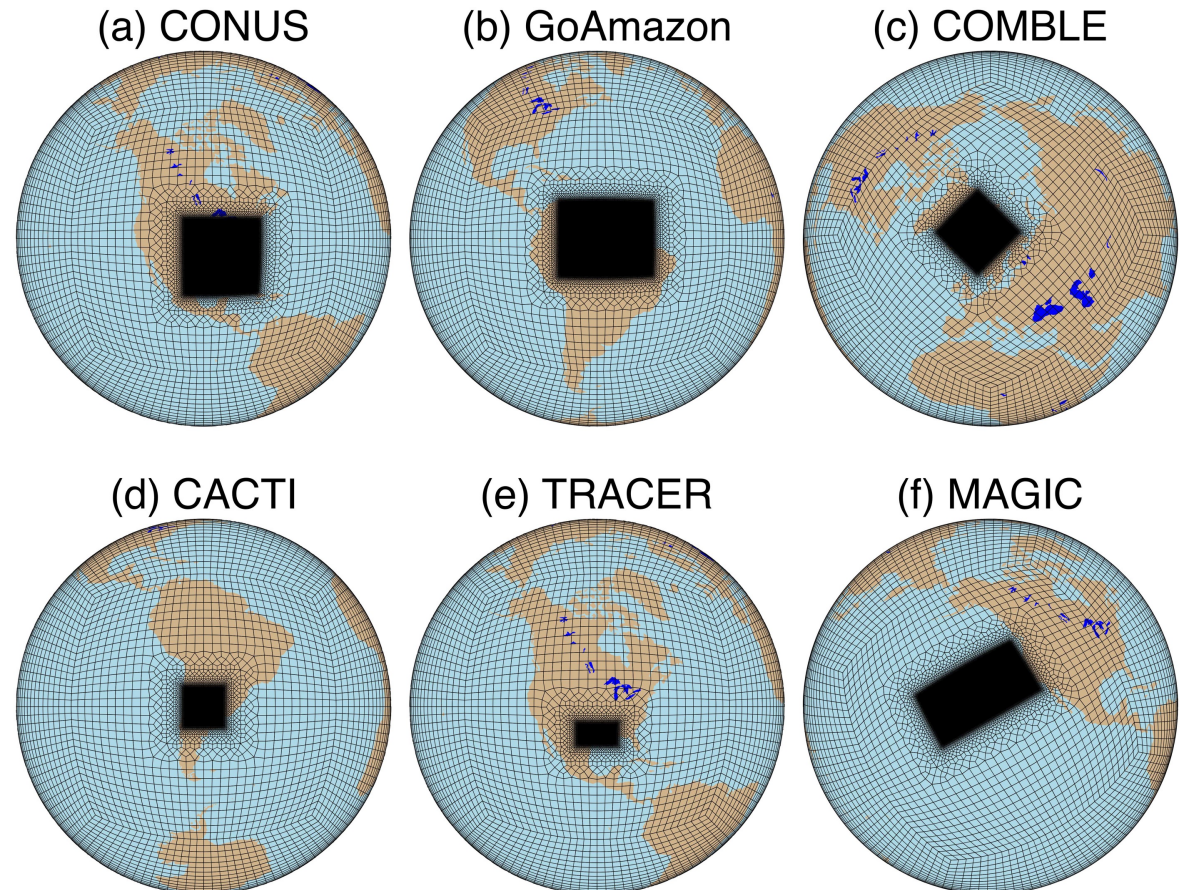 (a) CONUS
(b) GoAmazon
(c) COMBLE
(d) CACTI
(e) TRACER
(f) MAGIC